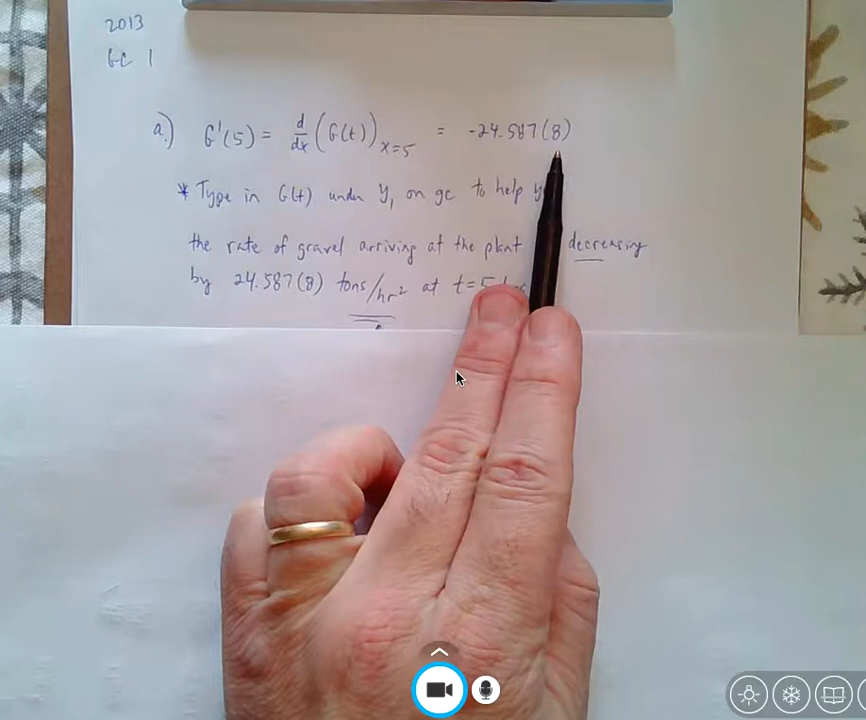 2013
GC 1
a.) G'(5) = d/dx (G(t))x=5 = -24.587(8)
* Type in G(t) under Y₁ on gc to help
the rate of gravel arriving at the plant decreasing
by 24.587(8) tons/hr² at t=5